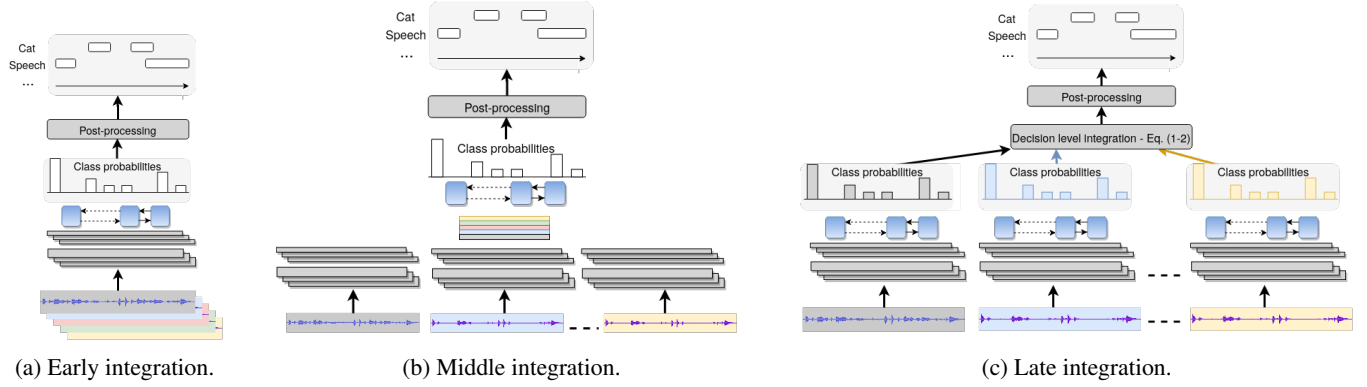 Cat
Speech
...
Post-processing
Class probabilities
(a) Early integration.
Cat
Speech
...
Post-processing
Class probabilities
(b) Middle integration.
Cat
Speech
...
Post-processing
Decision level integration - Eq. (1-2)
Class probabilities
Class probabilities
Class probabilities
(c) Late integration.